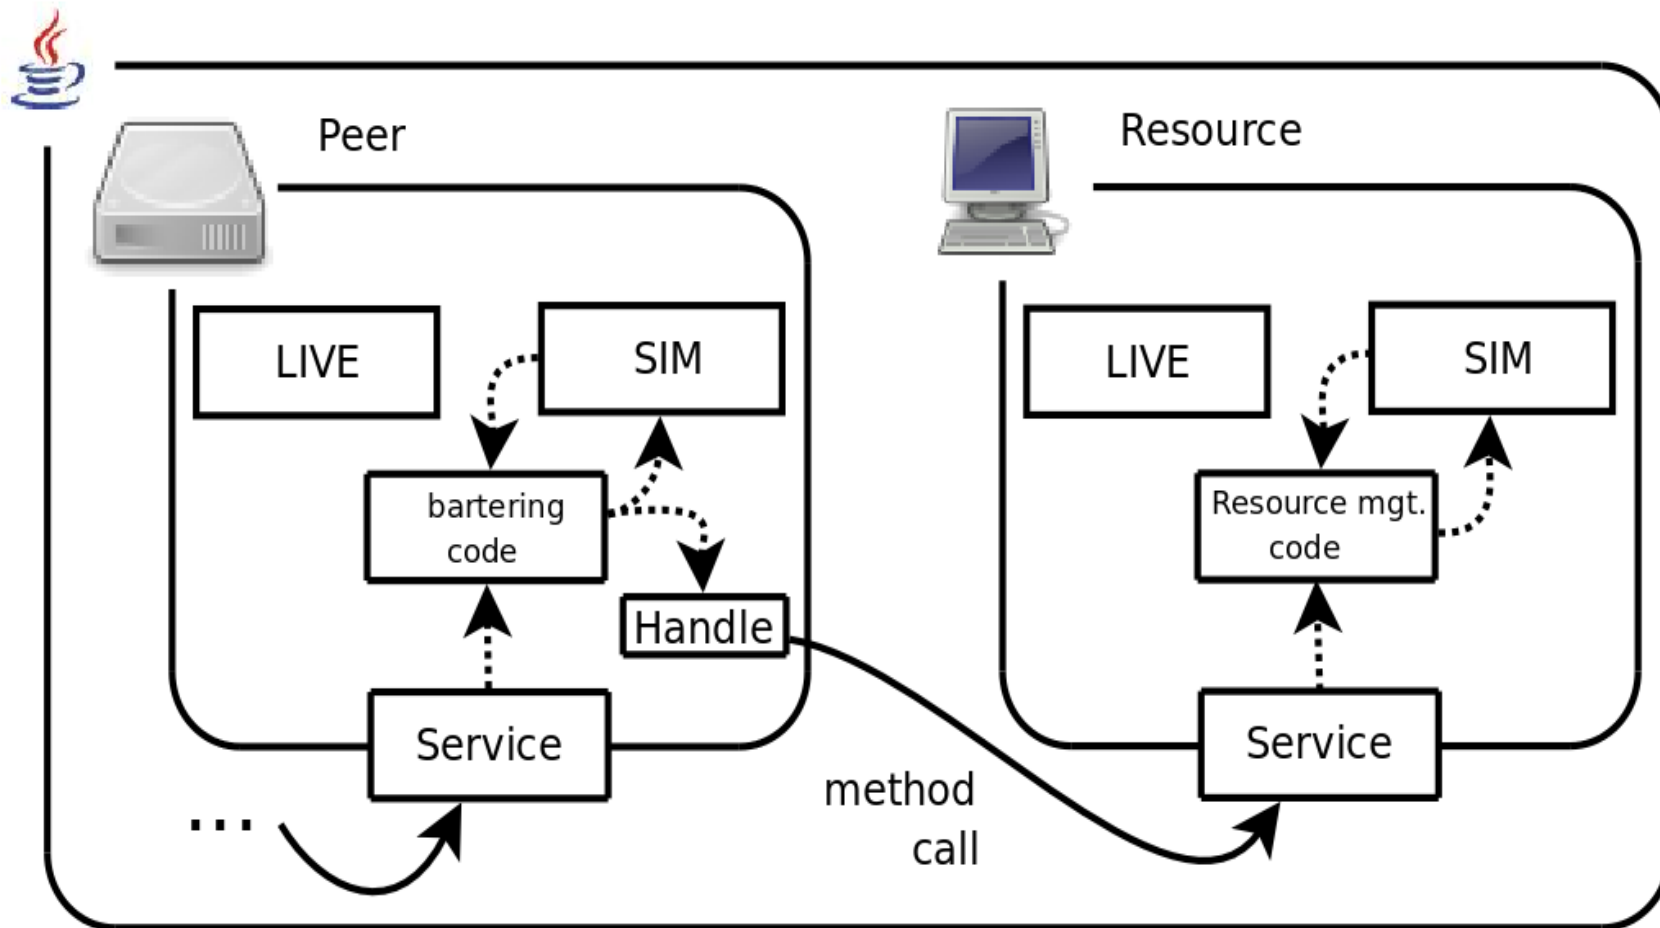 Peer
Resource
LIVE
SIM
LIVE
SIM
bartering
code
Resource mgt.
code
Handle
Service
Service
method
call
...